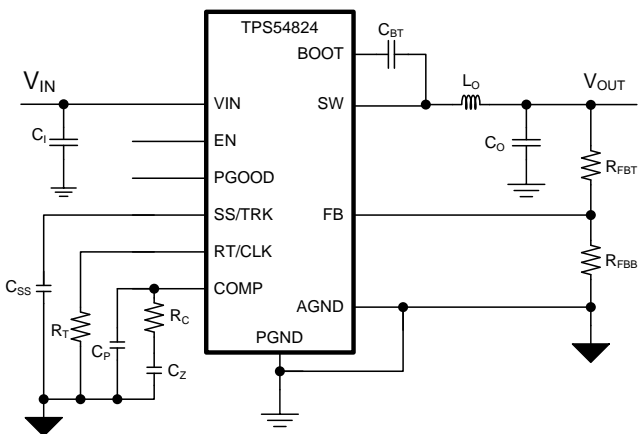 TPS54824
BOOT
C_BT
V_IN
VIN
SW
L_O
V_OUT
C_I
EN
C_O
R_FBT
PGOOD
SS/TRK
FB
RT/CLK
R_FBB
C_SS
COMP
R_T
R_C
AGND
C_P
PGND
C_Z